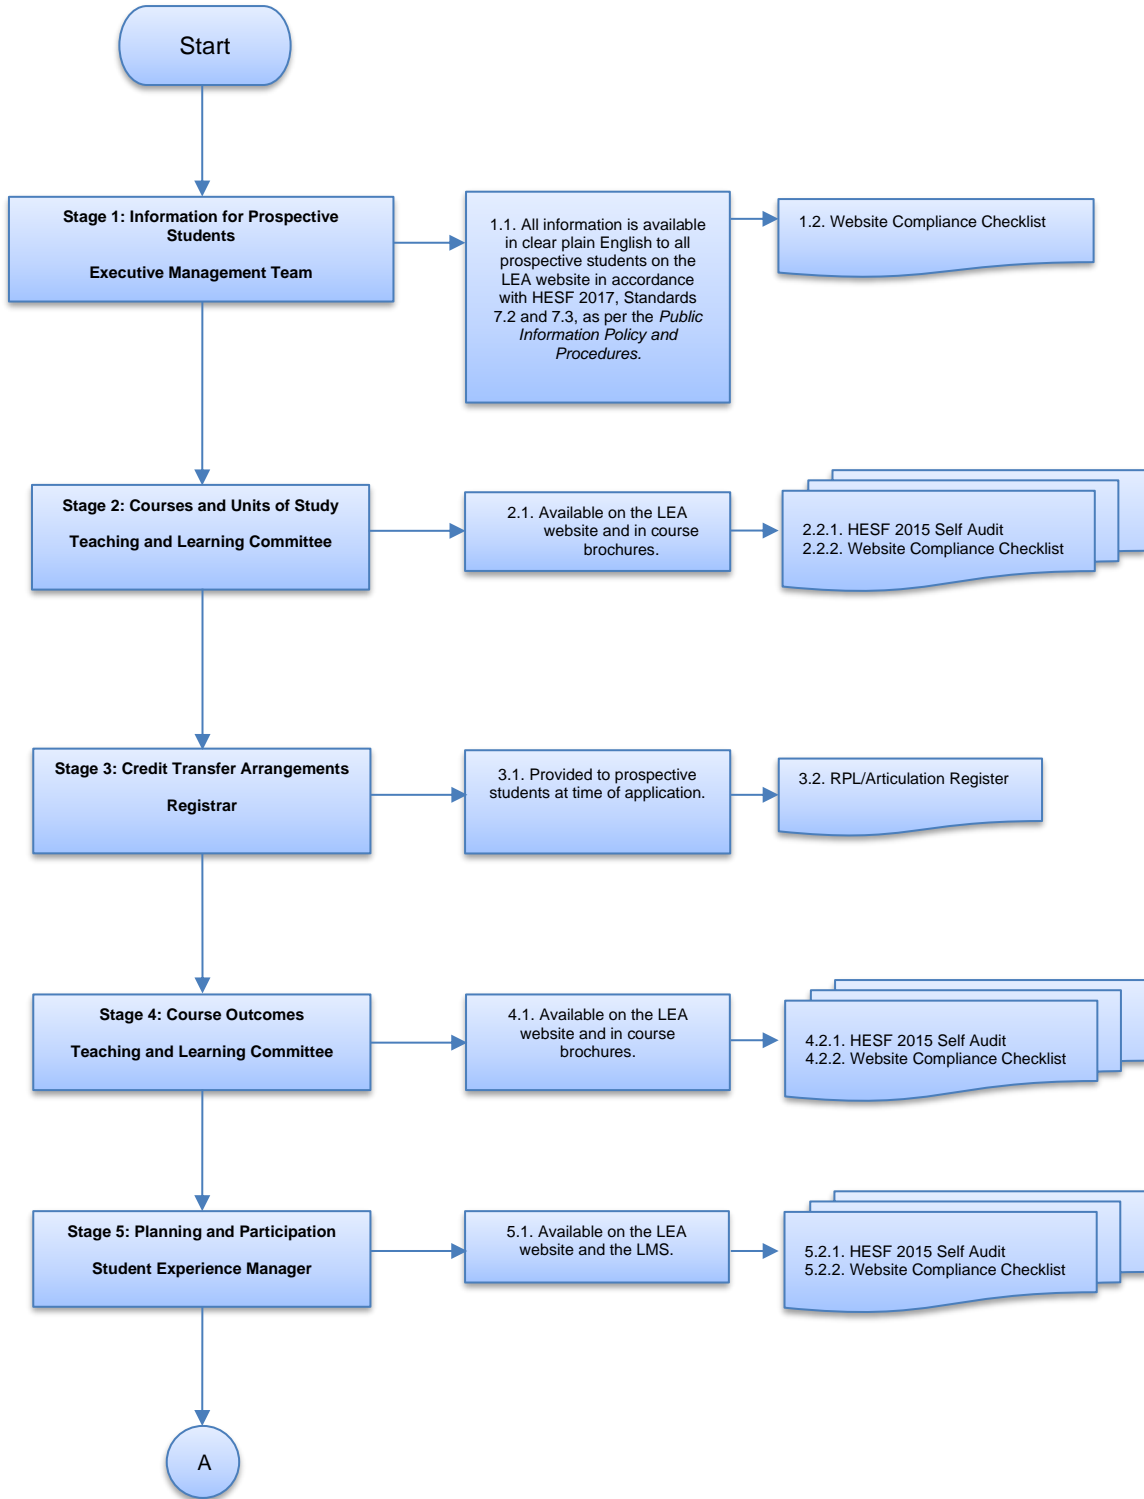 Start
Stage 1: Information for Prospective
Students
Executive Management Team
1.1. All information is available
in clear plain English to all
prospective students on the
LEA website in accordance
with HESF 2017, Standards
7.2 and 7.3, as per the Public
Information Policy and
Procedures.
1.2. Website Compliance Checklist
Stage 2: Courses and Units of Study
Teaching and Learning Committee
2.1. Available on the LEA
website and in course
brochures.
2.2.1. HESF 2015 Self Audit
2.2.2. Website Compliance Checklist
Stage 3: Credit Transfer Arrangements
Registrar
3.1. Provided to prospective
students at time of application.
3.2. RPL/Articulation Register
Stage 4: Course Outcomes
Teaching and Learning Committee
4.1. Available on the LEA
website and in course
brochures.
4.2.1. HESF 2015 Self Audit
4.2.2. Website Compliance Checklist
Stage 5: Planning and Participation
Student Experience Manager
5.1. Available on the LEA
website and the LMS.
5.2.1. HESF 2015 Self Audit
5.2.2. Website Compliance Checklist
A